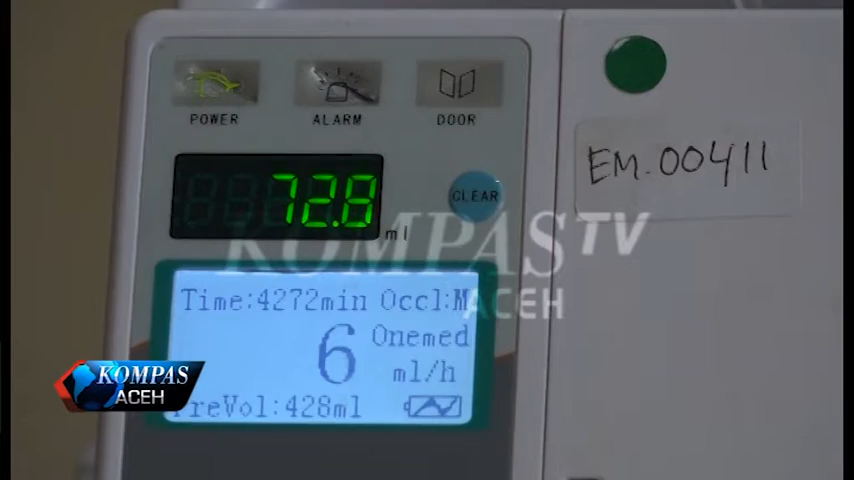 POWER ALARM DOOR
EM-00411
72.8 ml
CLEAR
KOMPAS TV
ACEH
Time:4272min Occl:M
6 Onemed
ml/h
PreVol:428ml
KOMPAS
ACEH